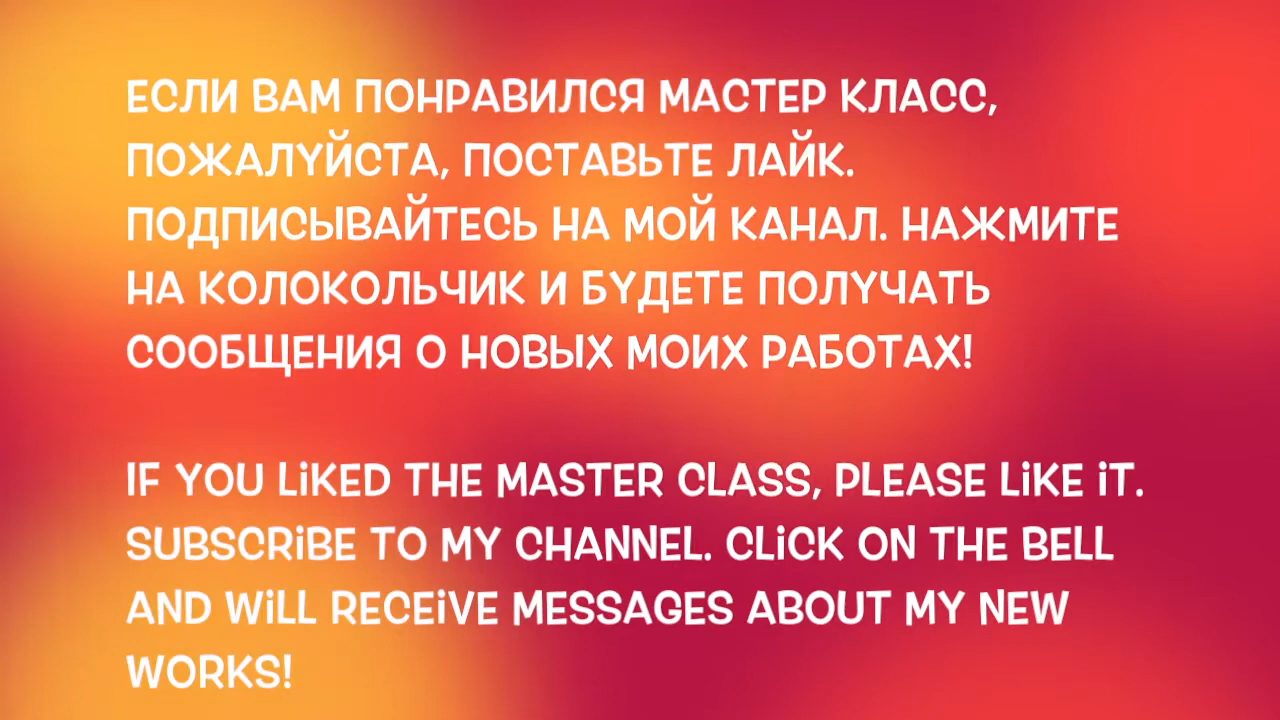 ЕСЛИ ВАМ ПОНРАВИЛСЯ МАСТЕР КЛАСС,
ПОЖАЛУЙСТА, ПОСТАВЬТЕ ЛАЙК.
ПОДПИСЫВАЙТЕСЬ НА МОЙ КАНАЛ. НАЖМИТЕ
НА КОЛОКОЛЬЧИК И БУДЕТЕ ПОЛУЧАТЬ
СООБЩЕНИЯ О НОВЫХ МОИХ РАБОТАХ!
IF YOU LiKED THE MASTER CLASS, PLEASE LiKE iT.
SUBSCRiBE TO MY CHANNEL. CLiCK ON THE BELL
AND WiLL RECEiVE MESSAGES ABOUT MY NEW
WORKS!